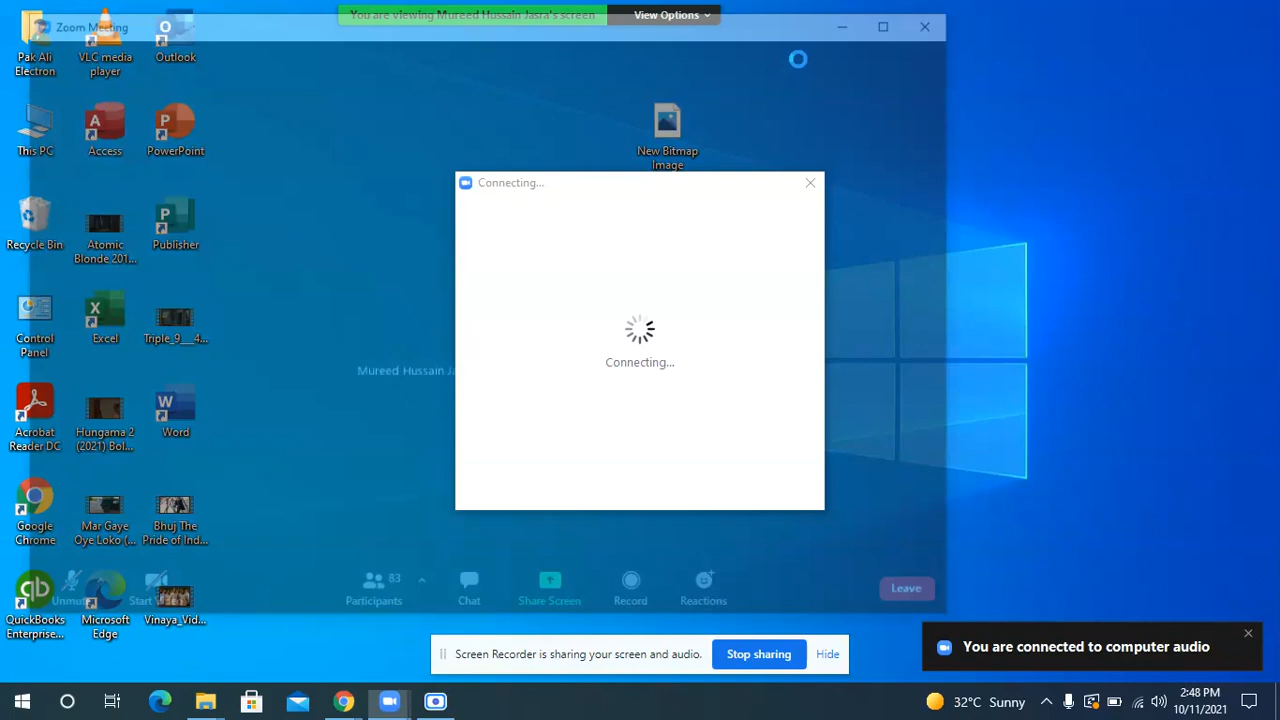 You are viewing Mureed Hussain Jasra's screen
View Options
Zoom Meeting
Pak Ali
Electron
VLC media
player
Outlook
This PC
Access
PowerPoint
New Bitmap
Image
Connecting...
Recycle Bin
Atomic
Blonde 201...
Publisher
Control
Panel
Excel
Triple_9___4...
Connecting...
Mureed Hussain Ja
Acrobat
Reader DC
Hungama 2
(2021) Bol...
Word
Google
Chrome
Mar Gaye
Oye Loko (...
Bhuj The
Pride of Ind...
Unmute
Start V
83
Participants
Chat
Share Screen
Record
Reactions
Leave
QuickBooks
Enterprise...
Microsoft
Edge
Vinaya_Vid...
Screen Recorder is sharing your screen and audio.
Stop sharing
Hide
You are connected to computer audio
32°C Sunny
2:48 PM
10/11/2021